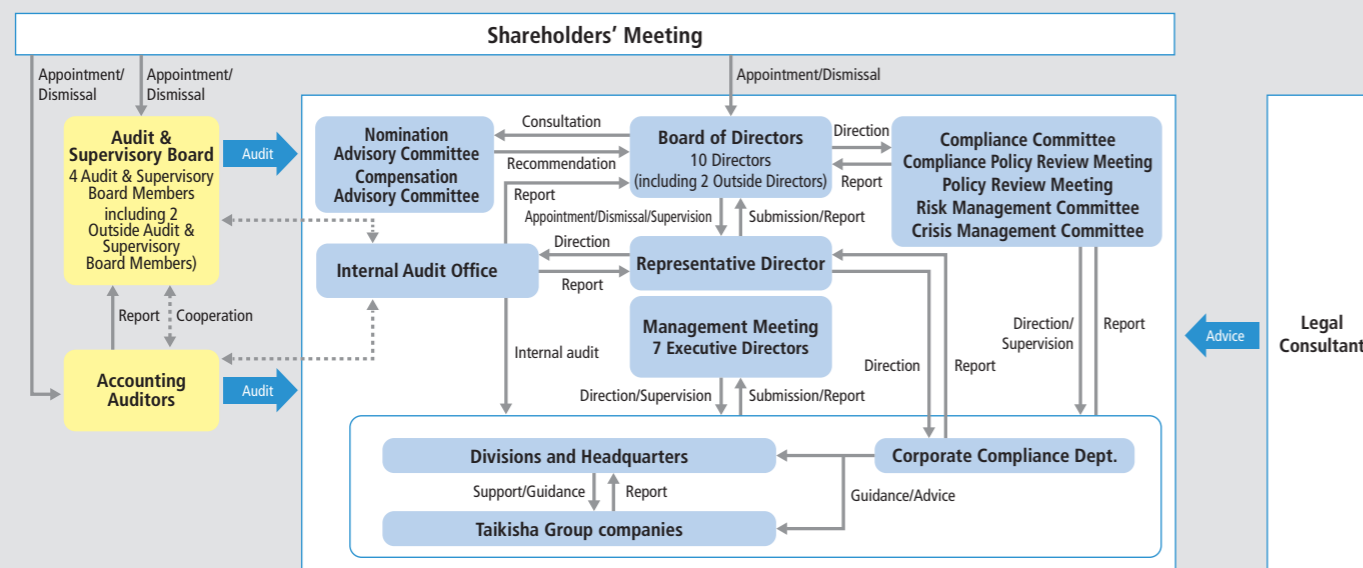 Shareholders' Meeting
Appointment/
Dismissal
Appointment/
Dismissal
Appointment/Dismissal
Audit &
Supervisory Board
4 Audit & Supervisory
Board Members
including 2
Outside Audit &
Supervisory
Board Members)
Audit
Nomination
Advisory Committee
Compensation
Advisory Committee
Consultation
Recommendation
Report
Board of Directors
10 Directors
(including 2 Outside Directors)
Direction
Report
Compliance Committee
Compliance Policy Review Meeting
Policy Review Meeting
Risk Management Committee
Crisis Management Committee
Appointment/Dismissal/Supervision
Submission/Report
Internal Audit Office
Direction
Report
Representative Director
Report
Cooperation
Internal audit
Management Meeting
7 Executive Directors
Direction
Report
Direction/
Supervision
Report
Advice
Legal
Consultant
Accounting
Auditors
Audit
Direction/Supervision
Submission/Report
Divisions and Headquarters
Corporate Compliance Dept.
Support/Guidance
Report
Guidance/Advice
Taikisha Group companies